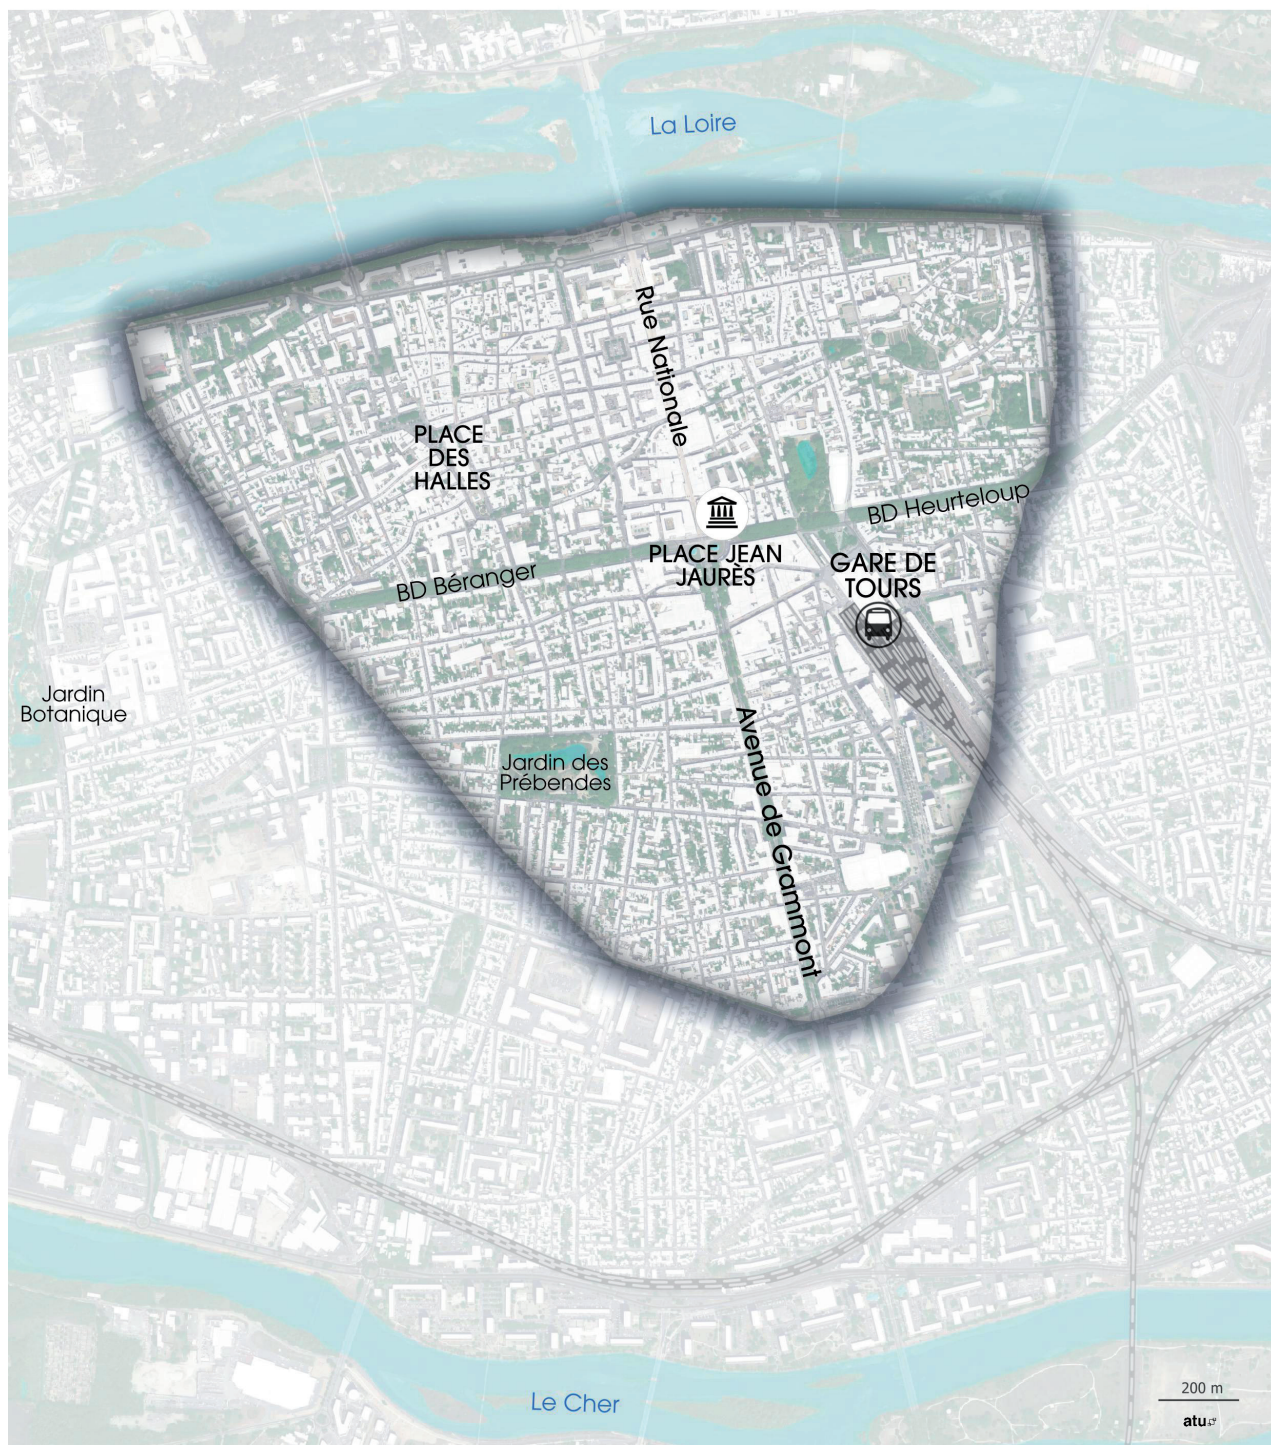 La Loire
Rue Nationale
PLACE
DES
HALLES
BD Heurteloup
PLACE JEAN
JAURÈS
GARE DE
TOURS
BD Béranger
Jardin
Botanique
Avenue de Grammont
Jardin des
Prébendes
200 m
Le Cher
atu